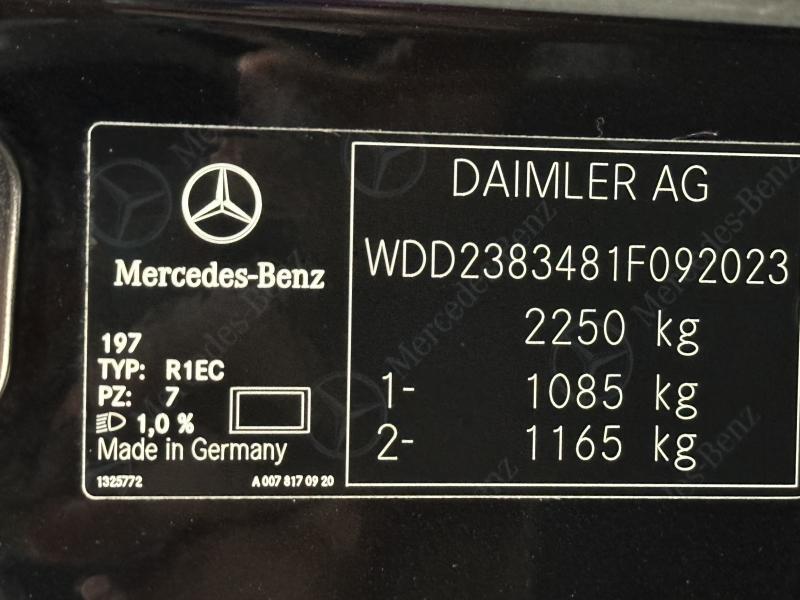 Mercedes-Benz
197
TYP: R1EC
PZ: 7
1,0 %
Made in Germany
1325772
A 007 817 09 20
DAIMLER AG
WDD2383481F092023
2250 kg
1- 1085 kg
2- 1165 kg